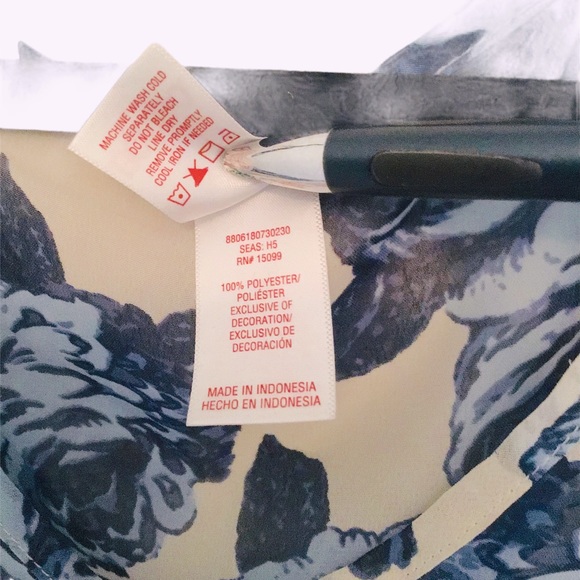 MACHINE WASH COLD
SEPARATELY
DO NOT BLEACH
LINE DRY
REMOVE PROMPTLY
COOL IRON IF NEEDED
8806180730230
SEAS: H5
RN# 15099
100% POLYESTER/
POLIÉSTER
EXCLUSIVE OF
DECORATION/
EXCLUSIVO DE
DECORACIÓN
MADE IN INDONESIA
HECHO EN INDONESIA